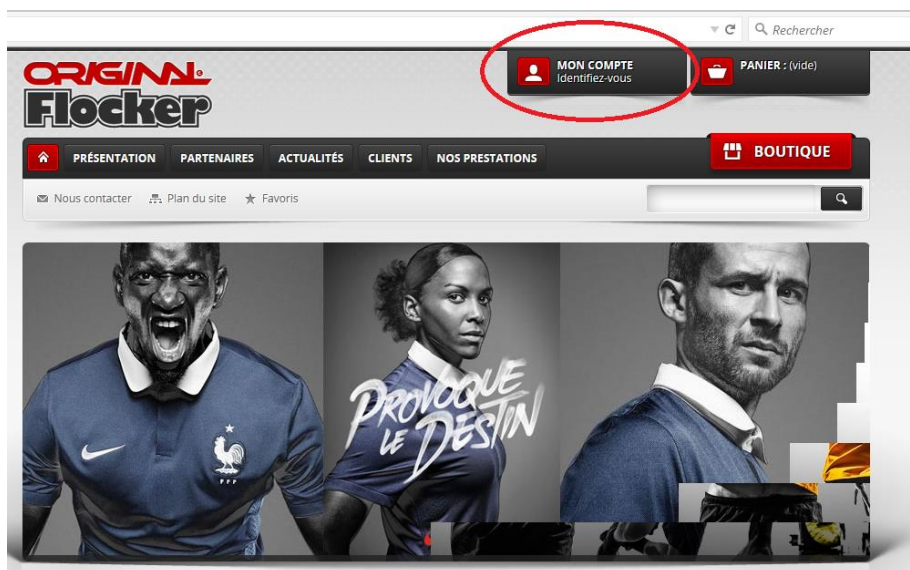 Rechercher
MON COMPTE
Identifiez-vous
PANIER : (vide)
ORIGINAL
Flocker
PRÉSENTATION PARTENAIRES ACTUALITÉS CLIENTS NOS PRESTATIONS
BOUTIQUE
Nous contacter Plan du site Favoris
PROVOQUE
LE DESTIN
FFF